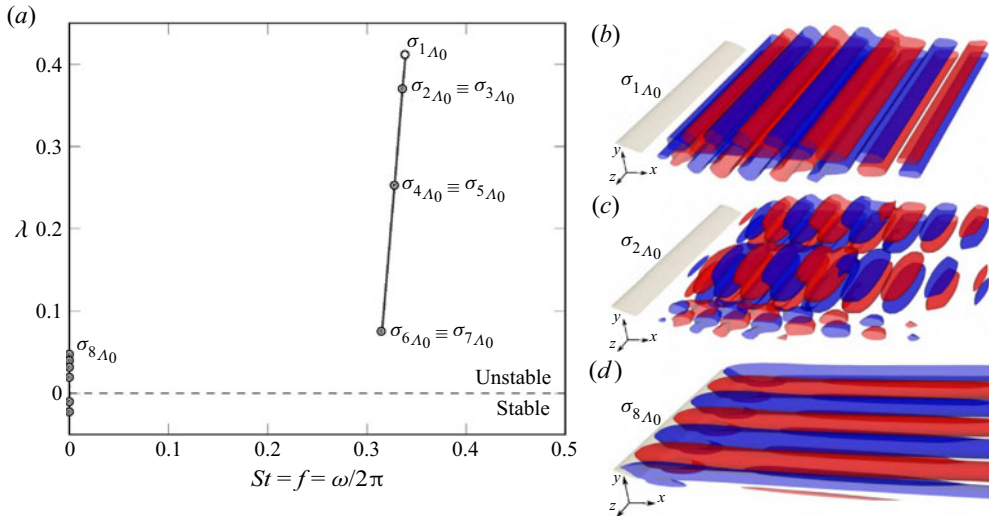 (a)
0.4
0.3
λ
0.2
0.1
0
σ1Λ0
σ2Λ0 ≡ σ3Λ0
σ4Λ0 ≡ σ5Λ0
σ6Λ0 ≡ σ7Λ0
σ8Λ0
Unstable
Stable
0 0.1 0.2 0.3 0.4 0.5
St = f = ω/2π
(b)
σ1Λ0
y
z x
(c)
σ2Λ0
y
z x
(d)
σ8Λ0
y
z x